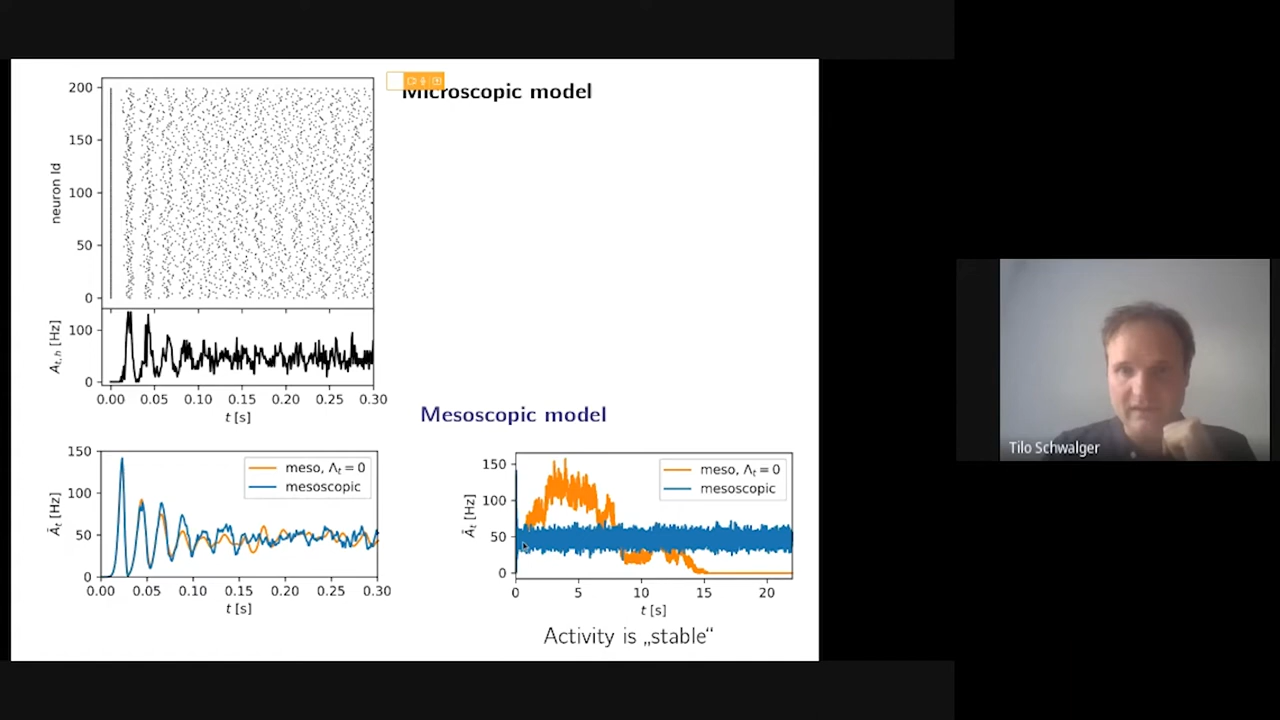 Microscopic model
200
150
100
50
0
neuron Id
100
0
A_{t,h} [Hz]
0.00 0.05 0.10 0.15 0.20 0.25 0.30
t [s]
Mesoscopic model
150
100
50
0
Ā_t [Hz]
meso, Λ_t = 0
mesoscopic
0.00 0.05 0.10 0.15 0.20 0.25 0.30
t [s]
150
100
50
0
Ā_t [Hz]
meso, Λ_t = 0
mesoscopic
0 5 10 15 20
t [s]
Activity is „stable“
Tilo Schwalger